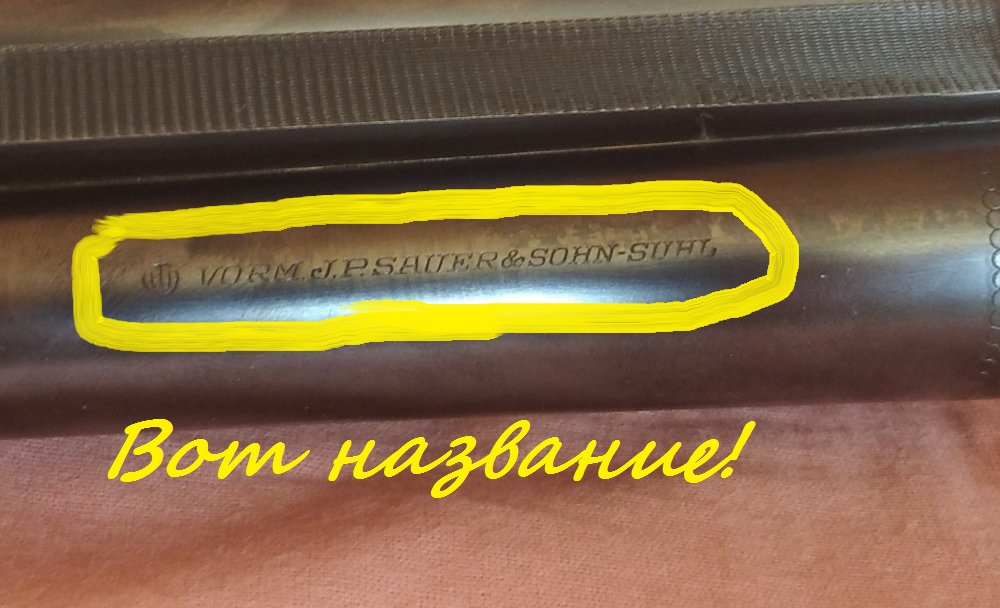 VORM. J.P. SAUER & SOHN-SUHL
Вот название!